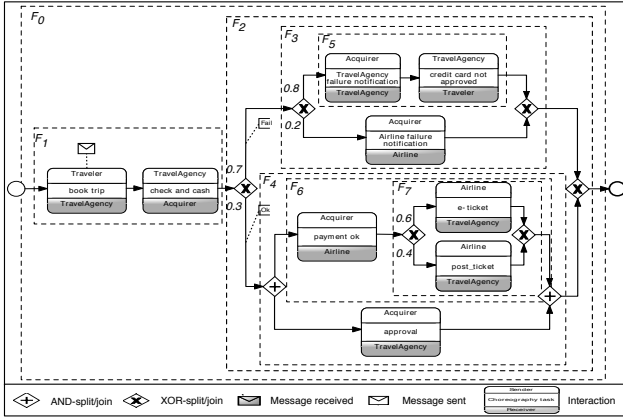 F0
F2
F3
F5
Acquirer
TravelAgency
failure notification
TravelAgency
TravelAgency
credit card not
approved
Traveler
0.8
0.2
Acquirer
Airline failure
notification
Airline
Fail
F1
Traveler
book trip
TravelAgency
TravelAgency
check and cash
Acquirer
0.7
0.3
Ok
F4
F6
F7
Acquirer
payment ok
Airline
0.6
0.4
Airline
e-ticket
TravelAgency
Airline
post_ticket
TravelAgency
Acquirer
approval
TravelAgency
AND-split/join
XOR-split/join
Message received
Message sent
Sender
Choreography task
Receiver
Interaction